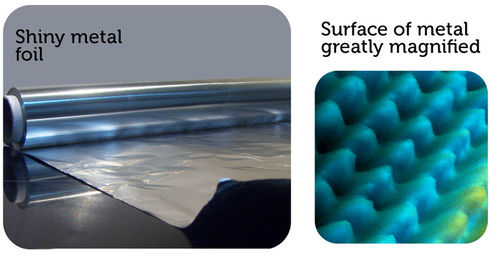 Shiny metal
foil
Surface of metal
greatly magnified